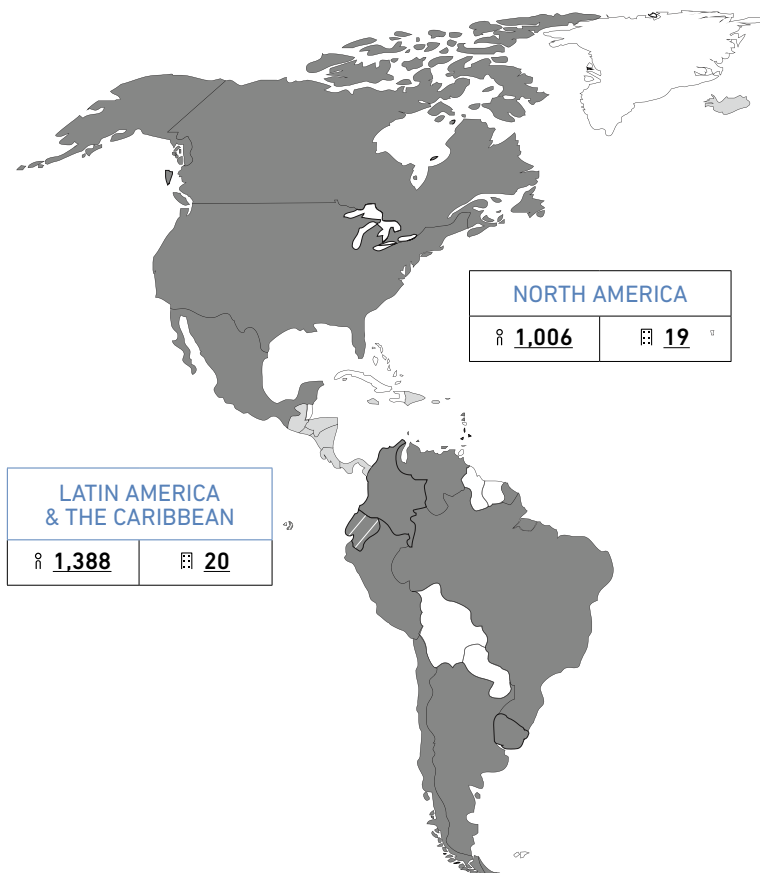 NORTH AMERICA
1,006 19
LATIN AMERICA
& THE CARIBBEAN
1,388 20